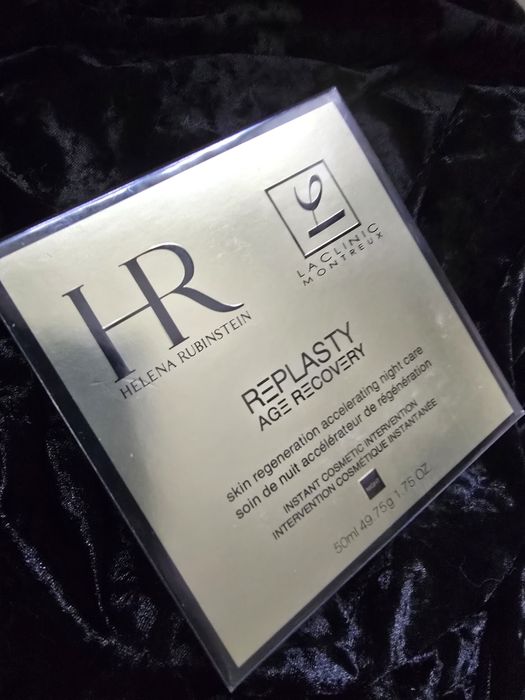 HR
HELENA RUBINSTEIN
LACLINIC
MONTREUX
REPLASTY
AGE RECOVERY
skin regeneration accelerating night care
soin de nuit accélérateur de régénération
INSTANT COSMETIC INTERVENTION
INTERVENTION COSMÉTIQUE INSTANTANÉE
50ml 49.75g 1.75 OZ.